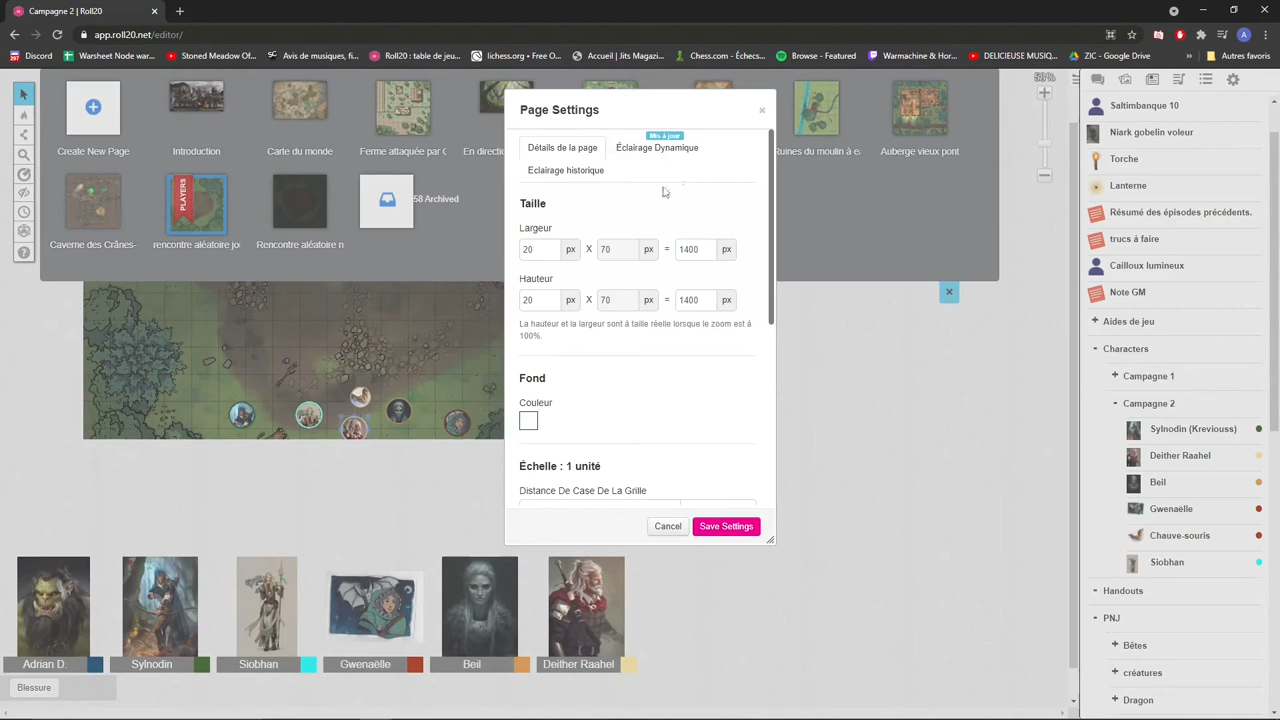 Campagne 2 | Roll20
app.roll20.net/editor/
Discord
Warsheet Node war...
Stoned Meadow Of...
Avis de musiques, fi...
Roll20 : table de jeu...
lichess.org • Free O...
Accueil | Jits Magazi...
Chess.com - Échecs...
Broome - Featured
Warmachine & Hor...
DELICIEUSE MUSIQ...
ZIC - Google Drive
Autres favoris
Create New Page
Introduction
Carte du monde
Ferme attaquée par G
En direction
Ruines du moulin à ea
Auberge vieux pont
Caverne des Crânes-
PLAYERS
rencontre aléatoire jo
Rencontre aléatoire n
58 Archived
Page Settings
Mis à jour
Détails de la page
Éclairage Dynamique
Eclairage historique
Taille
Largeur
20 px X 70 px = 1400 px
Hauteur
20 px X 70 px = 1400 px
La hauteur et la largeur sont à taille réelle lorsque le zoom est à
100%.
Fond
Couleur
Échelle : 1 unité
Distance De Case De La Grille
Cancel
Save Settings
Saltimbanque 10
Niark gobelin voleur
Torche
Lanterne
Résumé des épisodes précédents.
trucs à faire
Cailloux lumineux
Note GM
Aides de jeu
Characters
Campagne 1
Campagne 2
Sylnodin (Kreviouss)
Deither Raahel
Beil
Gwenaëlle
Chauve-souris
Siobhan
Handouts
PNJ
Bêtes
créatures
Dragon
Adrian D.
Sylnodin
Siobhan
Gwenaëlle
Beil
Deither Raahel
Blessure